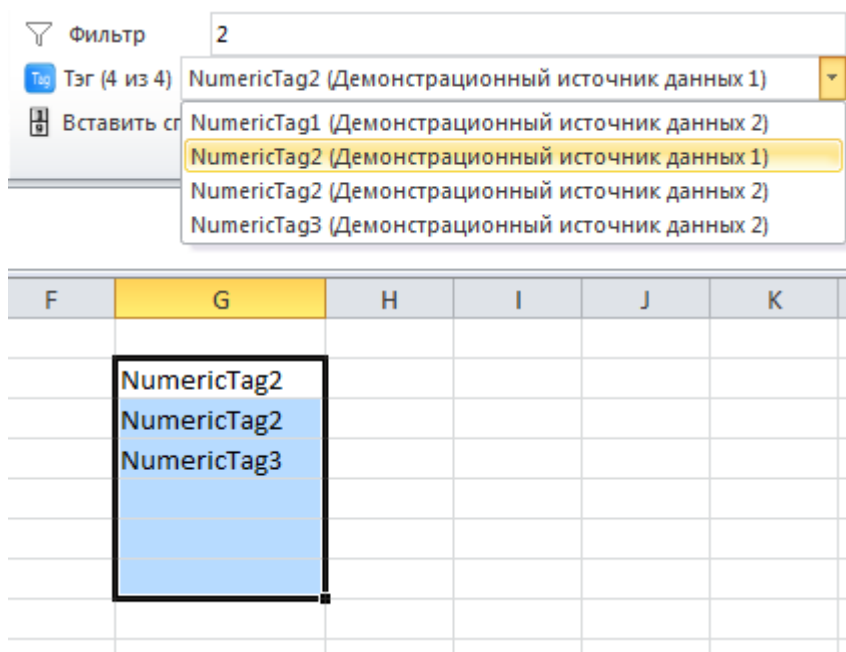 Фильтр 2
Tag Тэг (4 из 4) NumericTag2 (Демонстрационный источник данных 1)
NumericTag1 (Демонстрационный источник данных 2)
Вставить сп
NumericTag2 (Демонстрационный источник данных 1)
NumericTag2 (Демонстрационный источник данных 2)
NumericTag3 (Демонстрационный источник данных 2)
F G H I J K
NumericTag2
NumericTag2
NumericTag3